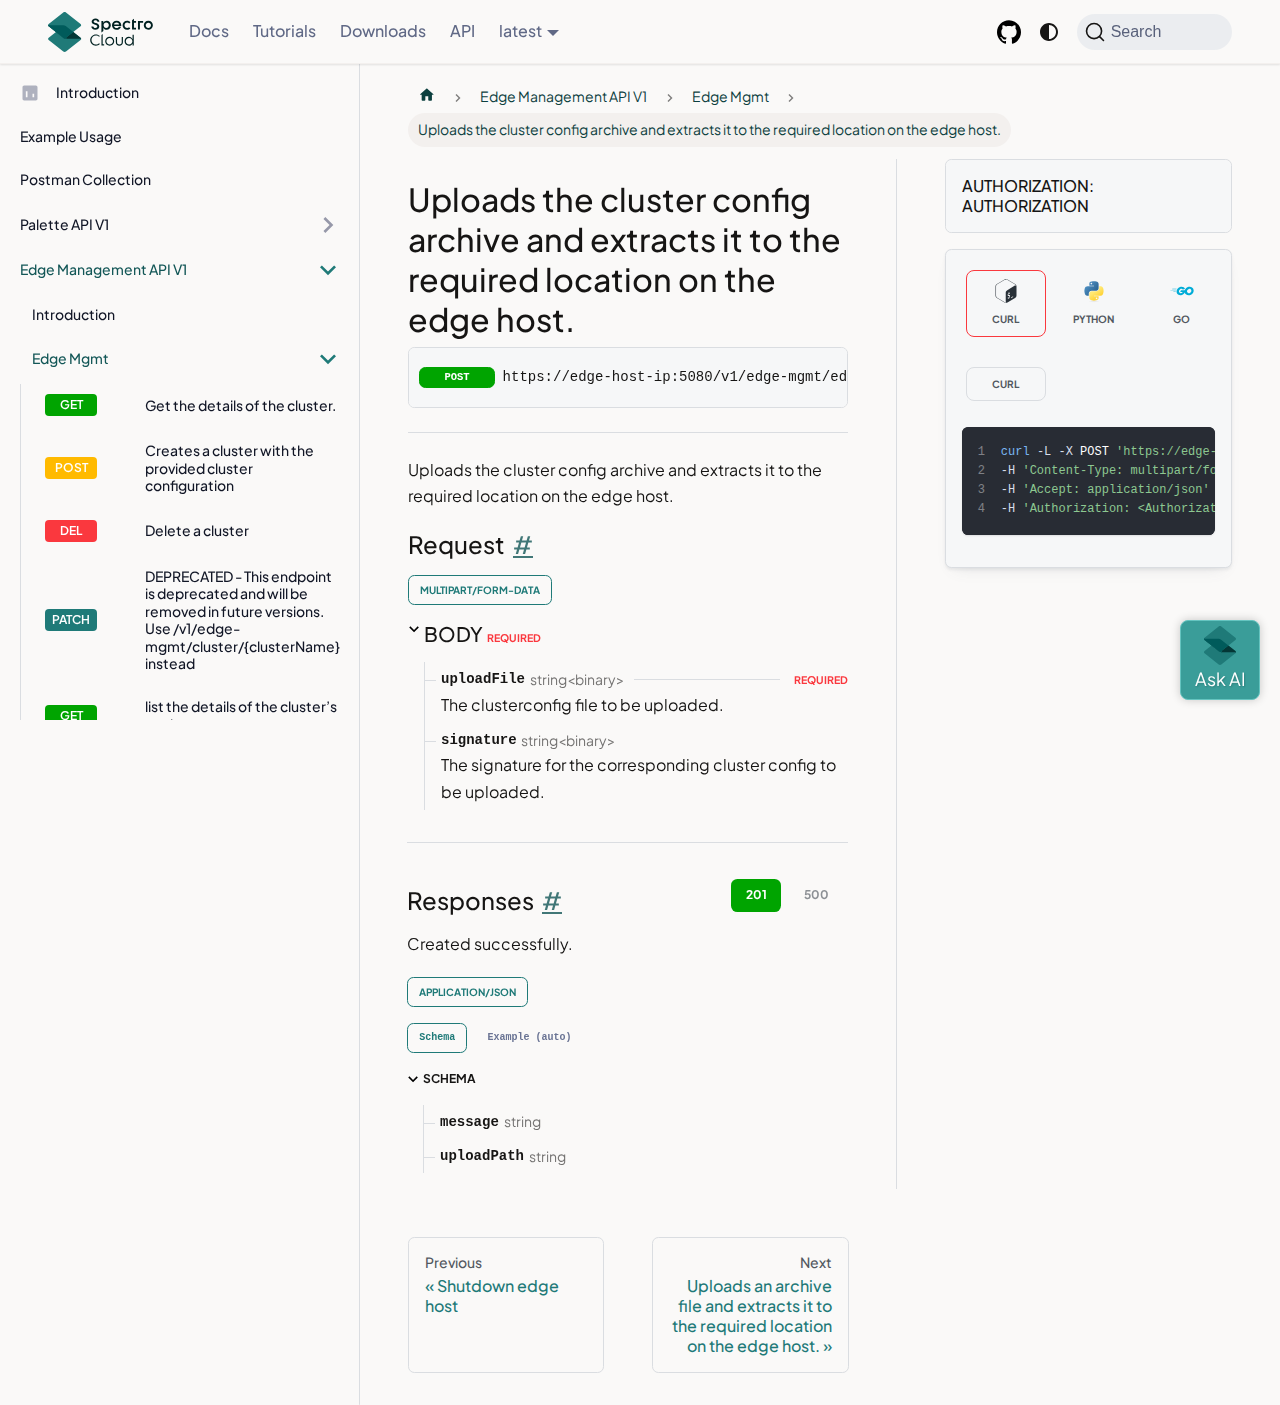 Spectro Cloud
Docs
Tutorials
Downloads
API
latest
Search
Introduction
Example Usage
Postman Collection
Palette API V1
Edge Management API V1
Introduction
Edge Mgmt
GET
Get the details of the cluster.
POST
Creates a cluster with the
provided cluster
configuration
DEL
Delete a cluster
PATCH
DEPRECATED - This endpoint
is deprecated and will be
removed in future versions.
Use /v1/edge-
mgmt/cluster/{clusterName}
instead
GET
list the details of the cluster's
Edge Management API V1
Edge Mgmt
Uploads the cluster config archive and extracts it to the required location on the edge host.
Uploads the cluster config
archive and extracts it to the
required location on the
edge host.
POST
https://edge-host-ip:5080/v1/edge-mgmt/ed
Uploads the cluster config archive and extracts it to the
required location on the edge host.
Request #
MULTIPART/FORM-DATA
BODY REQUIRED
uploadFile string<binary> REQUIRED
The clusterconfig file to be uploaded.
signature string<binary>
The signature for the corresponding cluster config to
be uploaded.
Responses #
201
500
Created successfully.
APPLICATION/JSON
Schema
Example (auto)
SCHEMA
message string
uploadPath string
Previous
« Shutdown edge
host
Next
Uploads an archive
file and extracts it to
the required location
on the edge host. »
AUTHORIZATION:
AUTHORIZATION
CURL
PYTHON
GO
CURL
1 curl -L -X POST 'https://edge-
2 -H 'Content-Type: multipart/fo
3 -H 'Accept: application/json'
4 -H 'Authorization: <Authorizat
Ask AI